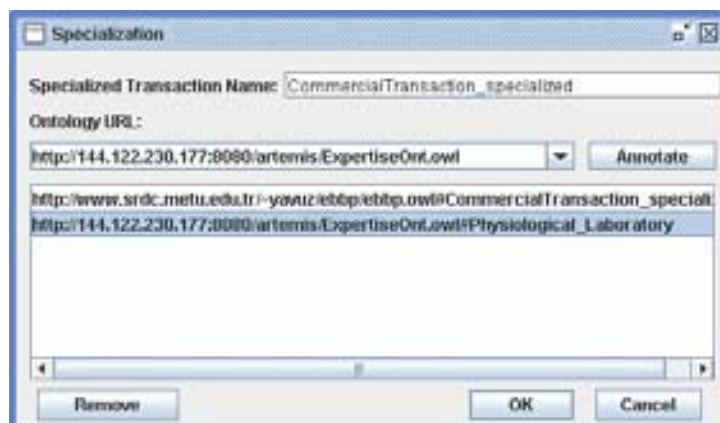 Specialization
Specialized Transaction Name: CommercialTransaction_specialized
Ontology URL:
http://144.122.230.177:8080/artemis/ExpertiseOnt.owl Annotate
http://www.srdc.metu.edu.tr/~yavuz/ebbp/ebbp.owl#CommercialTransaction_speciali
http://144.122.230.177:8080/artemis/ExpertiseOnt.owl#Physiological_Laboratory
Remove OK Cancel